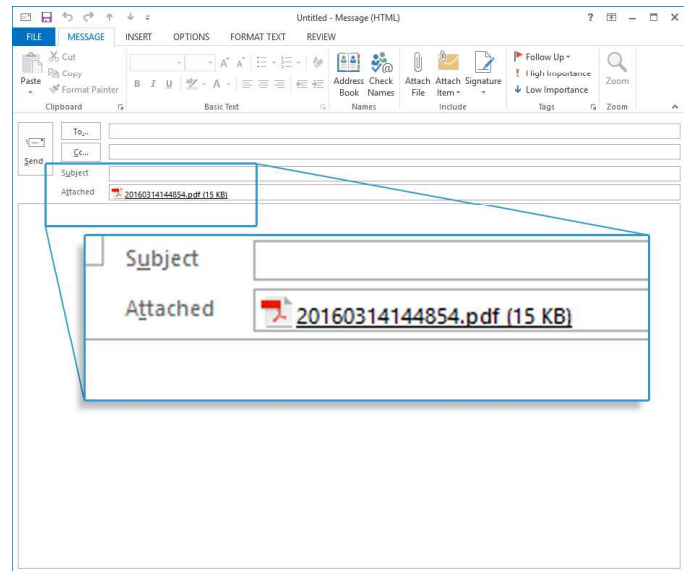 Untitled - Message (HTML)
FILE MESSAGE INSERT OPTIONS FORMAT TEXT REVIEW
Paste
Cut
Copy
Format Painter
Clipboard
B I U
Basic Text
Address Book
Check Names
Names
Attach File
Attach Item
Signature
Include
Follow Up
High Importance
Low Importance
Tags
Zoom
Zoom
Send
To...
Cc...
Subject
Attached 20160314144854.pdf (15 KB)
Subject
Attached 20160314144854.pdf (15 KB)